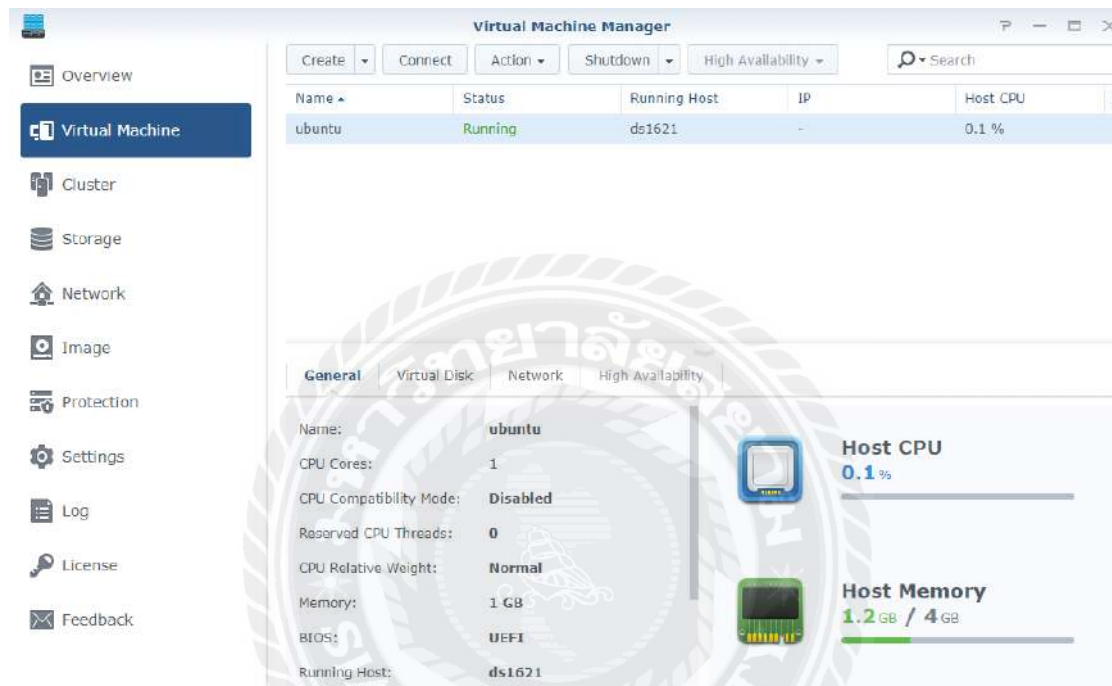 Virtual Machine Manager
Overview
Virtual Machine
Cluster
Storage
Network
Image
Protection
Settings
Log
License
Feedback
Create Connect Action Shutdown High Availability Search
Name Status Running Host IP Host CPU
ubuntu Running ds1621 - 0.1 %
General Virtual Disk Network High Availability
Name: ubuntu
CPU Cores: 1
CPU Compatibility Mode: Disabled
Reserved CPU Threads: 0
CPU Relative Weight: Normal
Memory: 1 GB
BIOS: UEFI
Running Host: ds1621
Host CPU
0.1 %
Host Memory
1.2 GB / 4 GB